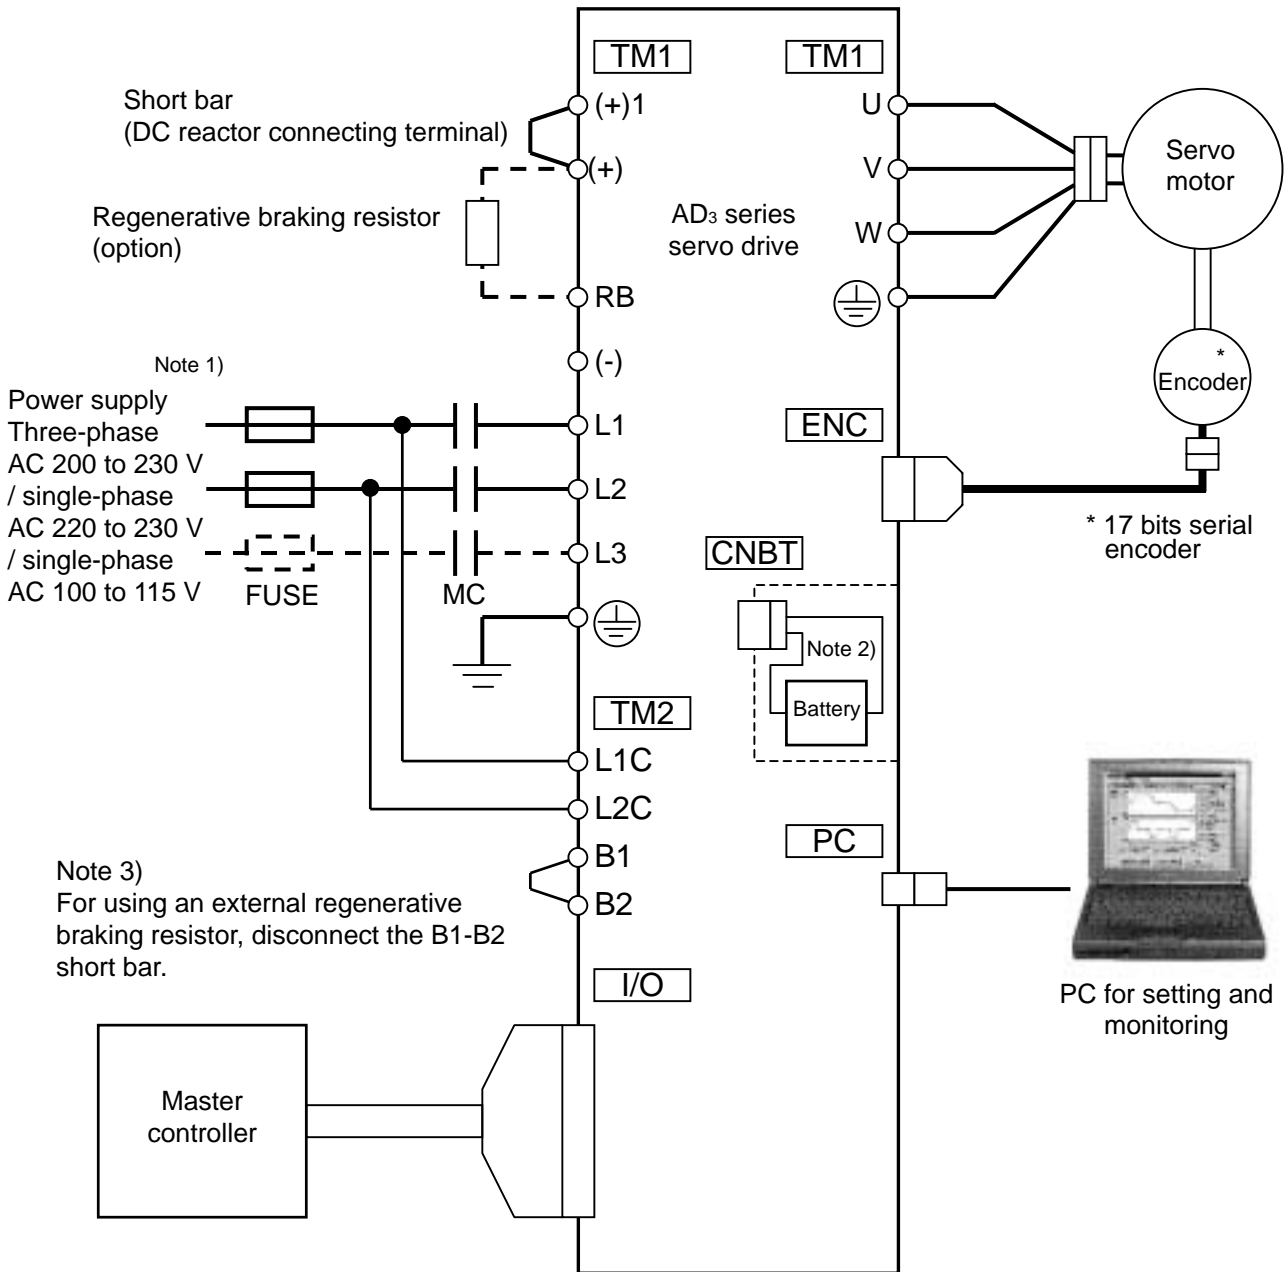 TM1
TM1
Short bar
(DC reactor connecting terminal)
(+)1
(+)
U
V
W
Servo
motor
Regenerative braking resistor
(option)
AD3 series
servo drive
RB
(-)
Note 1)
Power supply
Three-phase
AC 200 to 230 V
/ single-phase
AC 220 to 230 V
/ single-phase
AC 100 to 115 V
FUSE
MC
L1
L2
L3
*
Encoder
ENC
* 17 bits serial
encoder
CNBT
Note 2)
Battery
TM2
L1C
L2C
B1
B2
PC
Note 3)
For using an external regenerative
braking resistor, disconnect the B1-B2
short bar.
I/O
PC for setting and
monitoring
Master
controller